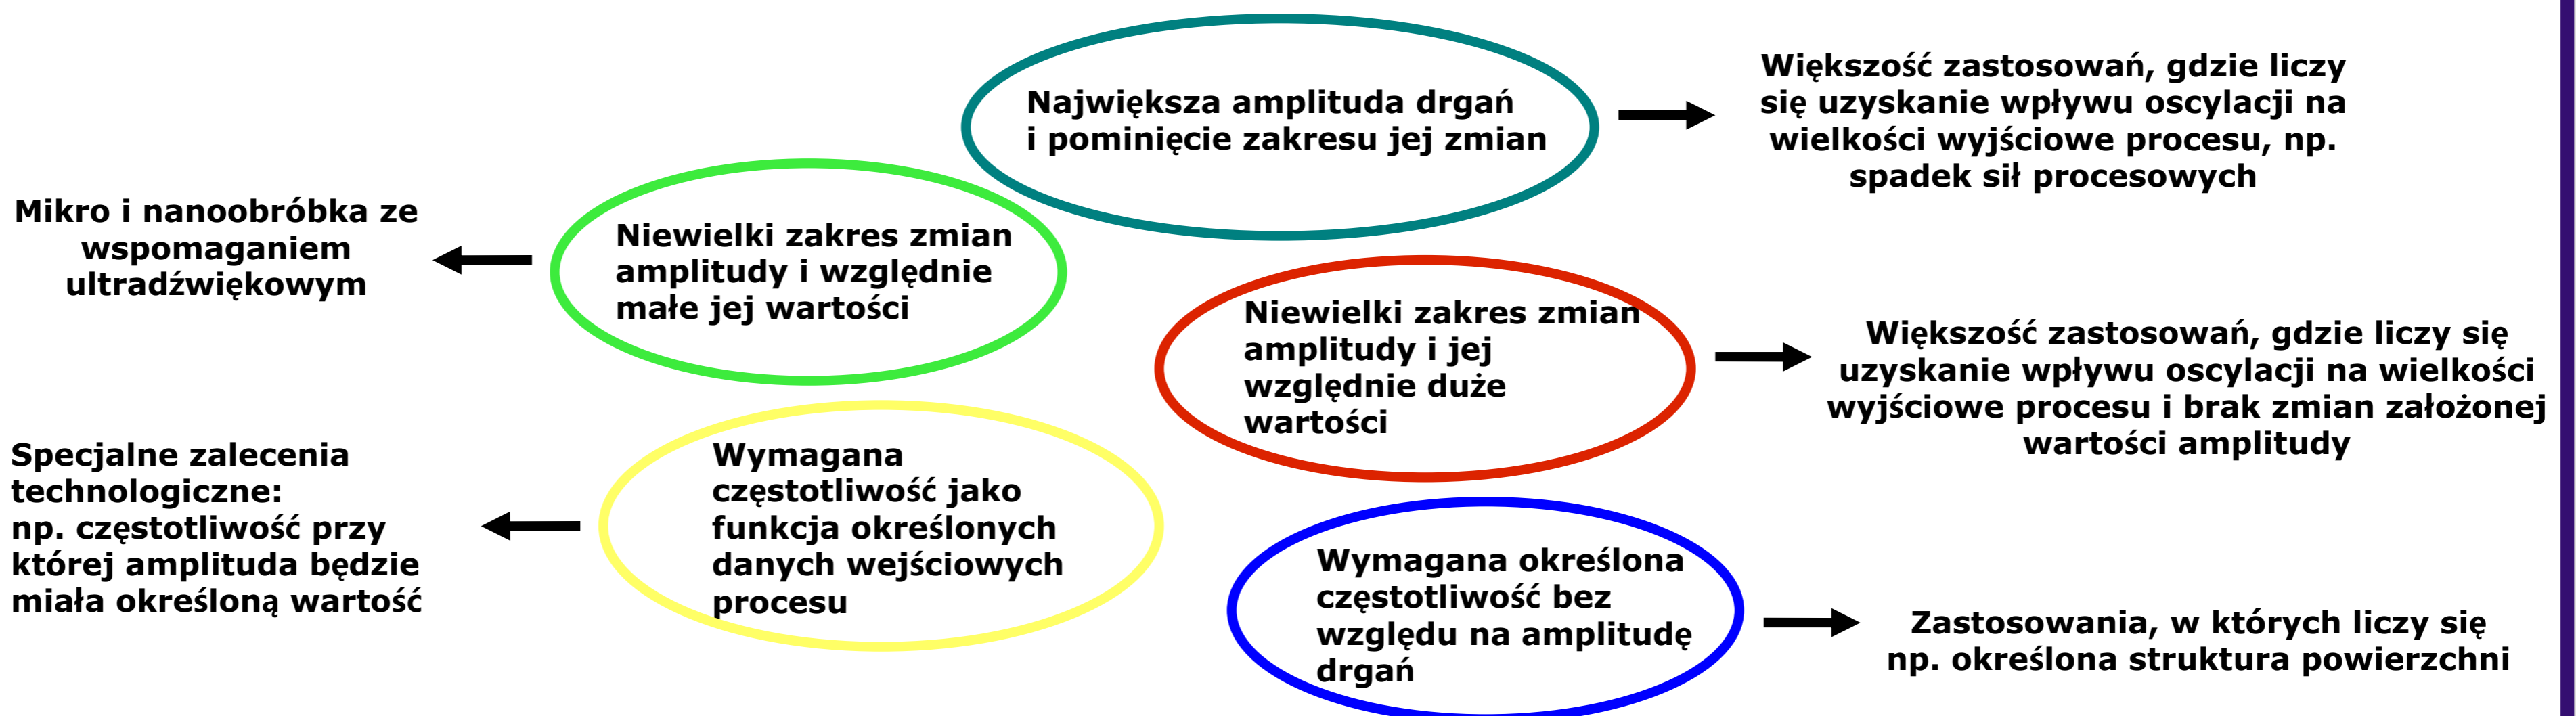 Największa amplituda drgań
i pominięcie zakresu jej zmian
Większość zastosowań, gdzie liczy
się uzyskanie wpływu oscylacji na
wielkości wyjściowe procesu, np.
spadek sił procesowych
Mikro i nanoobróbka ze
wspomaganiem
ultradźwiękowym
Niewielki zakres zmian
amplitudy i względnie
małe jej wartości
Niewielki zakres zmian
amplitudy i jej
względnie duże
wartości
Większość zastosowań, gdzie liczy się
uzyskanie wpływu oscylacji na wielkości
wyjściowe procesu i brak zmian założonej
wartości amplitudy
Specjalne zalecenia
technologiczne:
np. częstotliwość przy
której amplituda będzie
miała określoną wartość
Wymagana
częstotliwość jako
funkcja określonych
danych wejściowych
procesu
Wymagana określona
częstotliwość bez
względu na amplitudę
drgań
Zastosowania, w których liczy się
np. określona struktura powierzchni